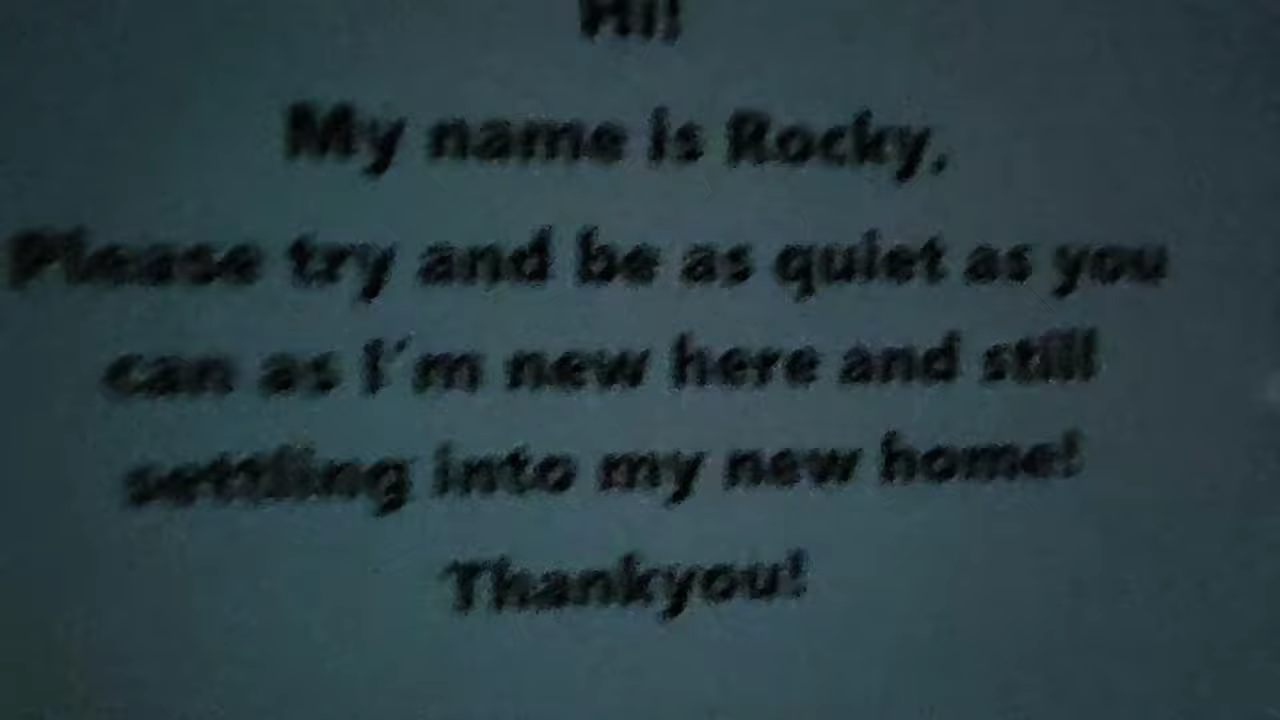 Hi!
My name is Rocky,
Please try and be as quiet as you
can as I'm new here and still
settling into my new home!
Thankyou!